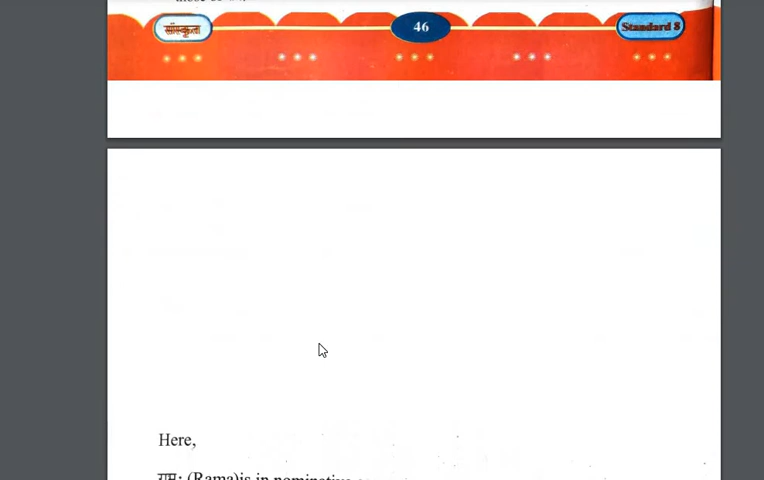 संस्कृता
46
Standard 8
Here,
रामः (Rama)is in nominative